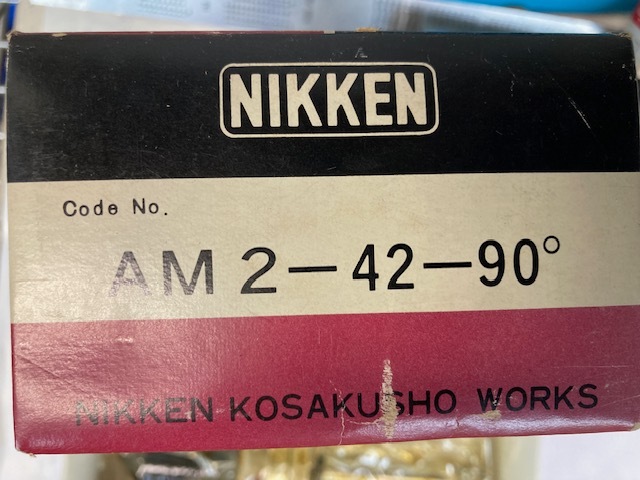 NIKKEN
Code No.
AM 2-42-90°
NIKKEN KOSAKUSHO WORKS